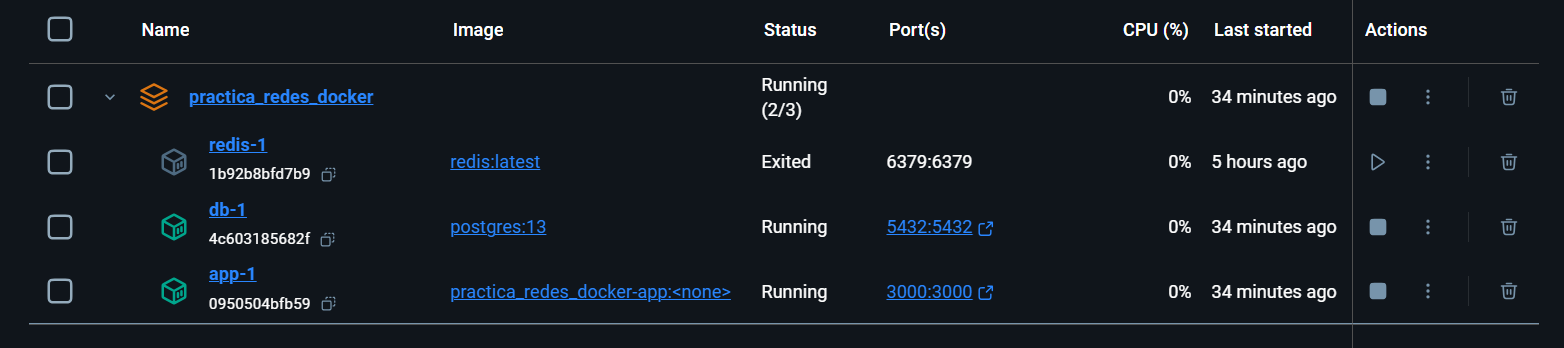 Name Image Status Port(s) CPU (%) Last started Actions
practica_redes_docker Running (2/3) 0% 34 minutes ago
redis-1
1b92b8bfd7b9 redis:latest Exited 6379:6379 0% 5 hours ago
db-1
4c603185682f postgres:13 Running 5432:5432 0% 34 minutes ago
app-1
0950504bfb59 practica_redes_docker-app:<none> Running 3000:3000 0% 34 minutes ago